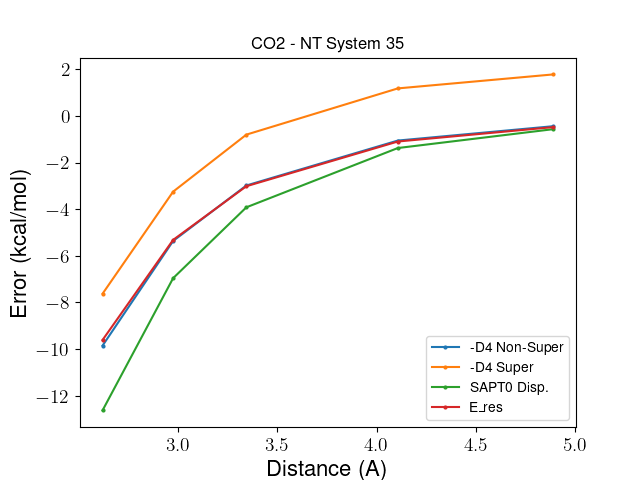 CO2 - NT System 35
2
0
−2
−4
−6
−8
−10
−12
Error (kcal/mol)
-D4 Non-Super
-D4 Super
SAPT0 Disp.
E_res
3.0 3.5 4.0 4.5 5.0
Distance (A)